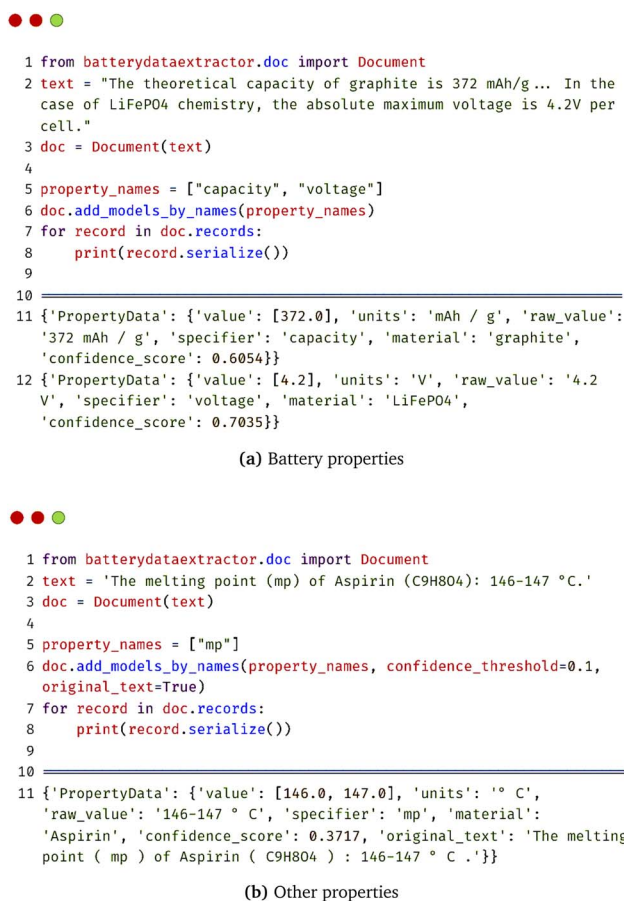 1 from batterydataextractor.doc import Document
2 text = "The theoretical capacity of graphite is 372 mAh/g... In the
case of LiFePO4 chemistry, the absolute maximum voltage is 4.2V per
cell."
3 doc = Document(text)
4
5 property_names = ["capacity", "voltage"]
6 doc.add_models_by_names(property_names)
7 for record in doc.records:
8     print(record.serialize())
9
10
11 {'PropertyData': {'value': [372.0], 'units': 'mAh / g', 'raw_value':
'372 mAh / g', 'specifier': 'capacity', 'material': 'graphite',
'confidence_score': 0.6054}}
12 {'PropertyData': {'value': [4.2], 'units': 'V', 'raw_value': '4.2
V', 'specifier': 'voltage', 'material': 'LiFePO4',
'confidence_score': 0.7035}}
(a) Battery properties
1 from batterydataextractor.doc import Document
2 text = 'The melting point (mp) of Aspirin (C9H8O4): 146-147 °C.'
3 doc = Document(text)
4
5 property_names = ["mp"]
6 doc.add_models_by_names(property_names, confidence_threshold=0.1,
original_text=True)
7 for record in doc.records:
8     print(record.serialize())
9
10
11 {'PropertyData': {'value': [146.0, 147.0], 'units': '° C',
'raw_value': '146-147 ° C', 'specifier': 'mp', 'material':
'Aspirin', 'confidence_score': 0.3717, 'original_text': 'The melting
point ( mp ) of Aspirin ( C9H8O4 ) : 146-147 ° C .'}}
(b) Other properties